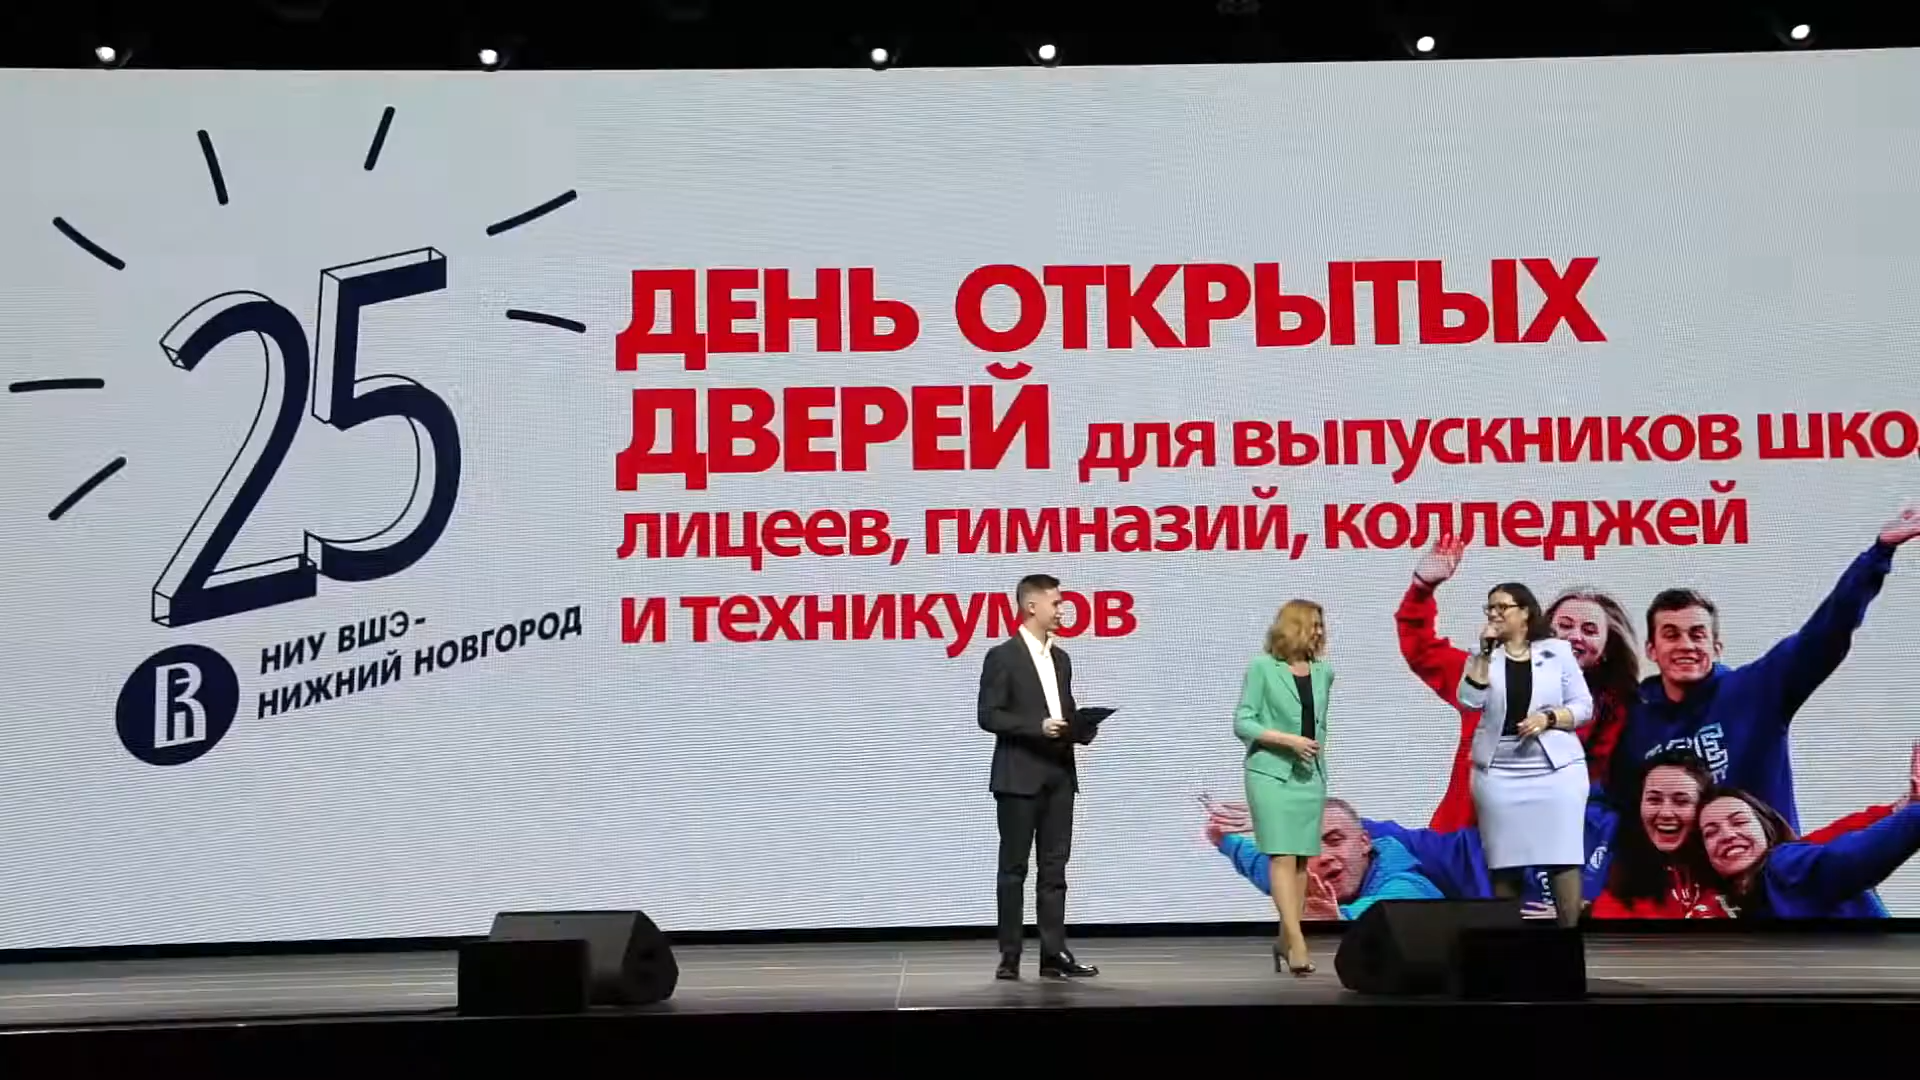 25
НИУ ВШЭ-
НИЖНИЙ НОВГОРОД
ДЕНЬ ОТКРЫТЫХ
ДВЕРЕЙ для выпускников шко
лицеев, гимназий, колледжей
и техникумов